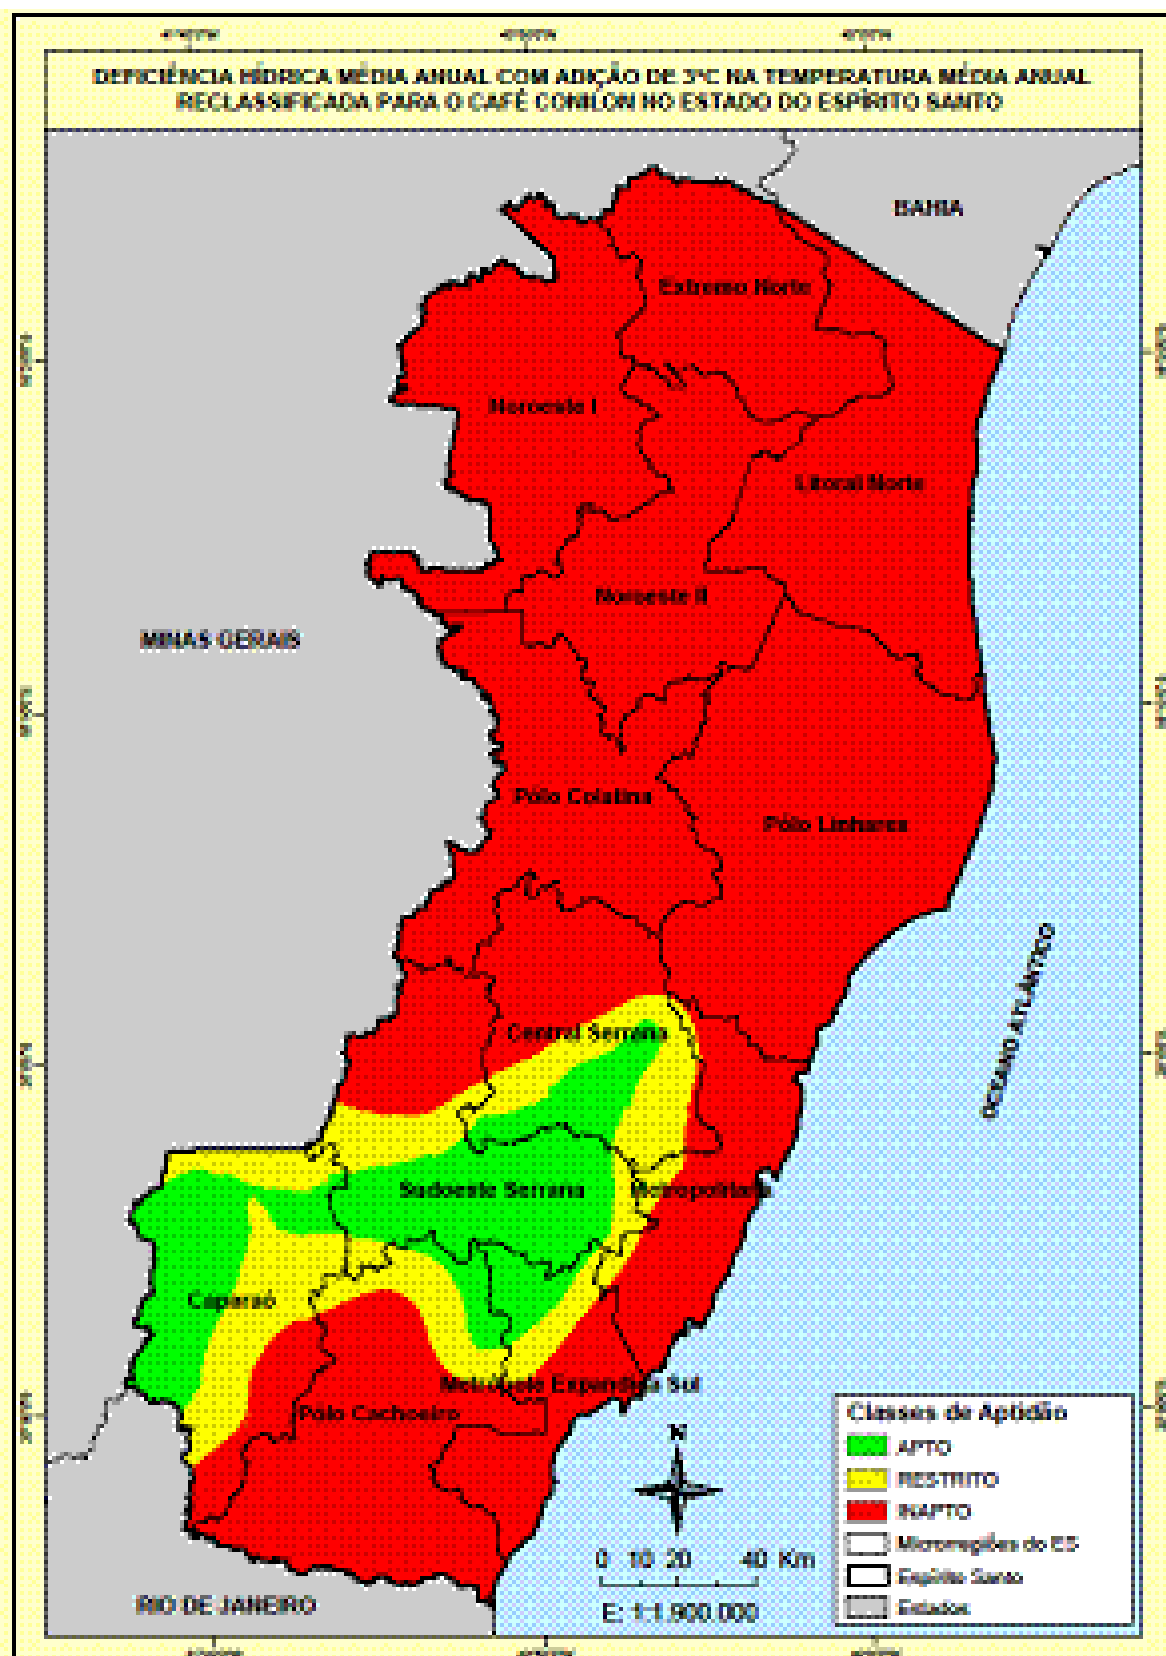 DEFICIÊNCIA HÍDRICA MÉDIA ANUAL COM ADIÇÃO DE 3ºC NA TEMPERATURA MÉDIA ANUAL
RECLASSIFICADA PARA O CAFÉ CONILON NO ESTADO DO ESPÍRITO SANTO
BAHIA
Extremo Norte
Noroeste I
Litoral Norte
Noroeste II
MINAS GERAIS
Pólo Colatina
Pólo Linhares
OCEANO ATLÂNTICO
Central Serrana
Sudoeste Serrana
Metropolitana
Caparaó
Metrópole Expandida Sul
Pólo Cachoeiro
Classes de Aptidão
N
APTO
RESTRITO
INAPTO
Microrregiões do ES
Espírito Santo
Estados
0 10 20 40 Km
E: 1:1.900.000
RIO DE JANEIRO